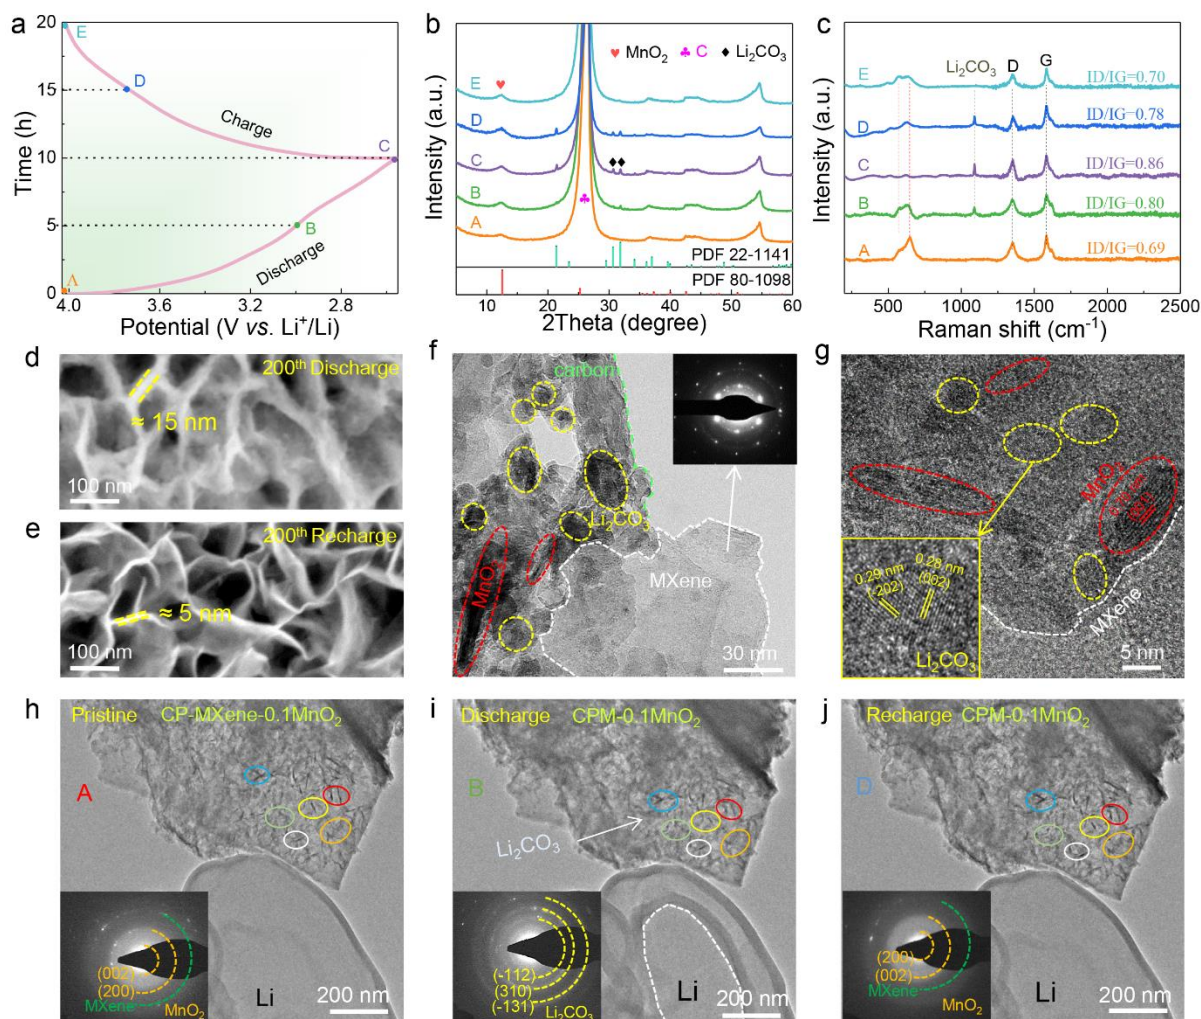 a
20
15
10
5
0
Time (h)
E
D
Charge
C
B
Discharge
A
4.0
3.6
3.2
2.8
Potential (V vs. Li⁺/Li)
b
♥ MnO₂ ♣ C ♦ Li₂CO₃
E
D
C
B
A
PDF 22-1141
PDF 80-1098
Intensity (a.u.)
10 20 30 40 50 60
2Theta (degree)
c
Li₂CO₃ D G
E ID/IG=0.70
D ID/IG=0.78
C ID/IG=0.86
B ID/IG=0.80
A ID/IG=0.69
Intensity (a.u.)
500 1000 1500 2000 2500
Raman shift (cm⁻¹)
d
200th Discharge
≈ 15 nm
100 nm
e
200th Recharge
≈ 5 nm
100 nm
f
carbon
Li₂CO₃
MnO₂
MXene
30 nm
g
MnO₂
0.29 nm
(-202)
0.28 nm
(002)
Li₂CO₃
MXene
5 nm
h
Pristine CP-MXene-0.1MnO₂
A
(002)
(200)
MXene
MnO₂
Li
200 nm
i
Discharge CPM-0.1MnO₂
B
Li₂CO₃
(-112)
(310)
(-131)
Li₂CO₃
Li
200 nm
j
Recharge CPM-0.1MnO₂
D
(200)
(002)
MXene
MnO₂
Li
200 nm